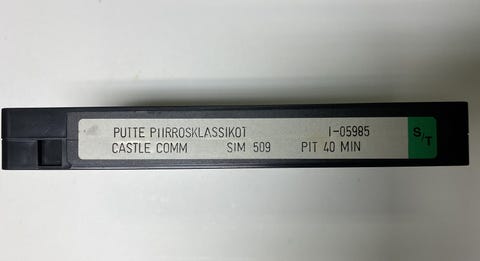 PUTTE PIIRROSKLASSIKOT I-05985
CASTLE COMM SIM 509 PIT 40 MIN
S/T